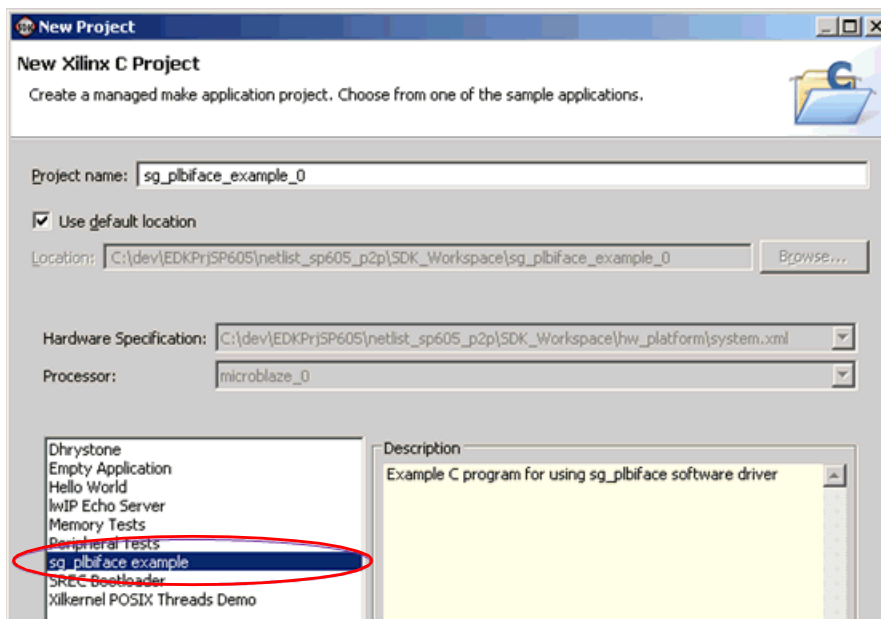 New Project
New Xilinx C Project
Create a managed make application project. Choose from one of the sample applications.
Project name: sg_plbiface_example_0
Use default location
Location: C:\dev\EDKPrjSP605\netlist_sp605_p2p\SDK_Workspace\sg_plbiface_example_0 Browse...
Hardware Specification: C:\dev\EDKPrjSP605\netlist_sp605_p2p\SDK_Workspace\hw_platform\system.xml
Processor: microblaze_0
Dhrystone
Empty Application
Hello World
lwIP Echo Server
Memory Tests
Peripheral Tests
sg_plbiface example
SREC Bootloader
Xilkernel POSIX Threads Demo
Description
Example C program for using sg_plbiface software driver